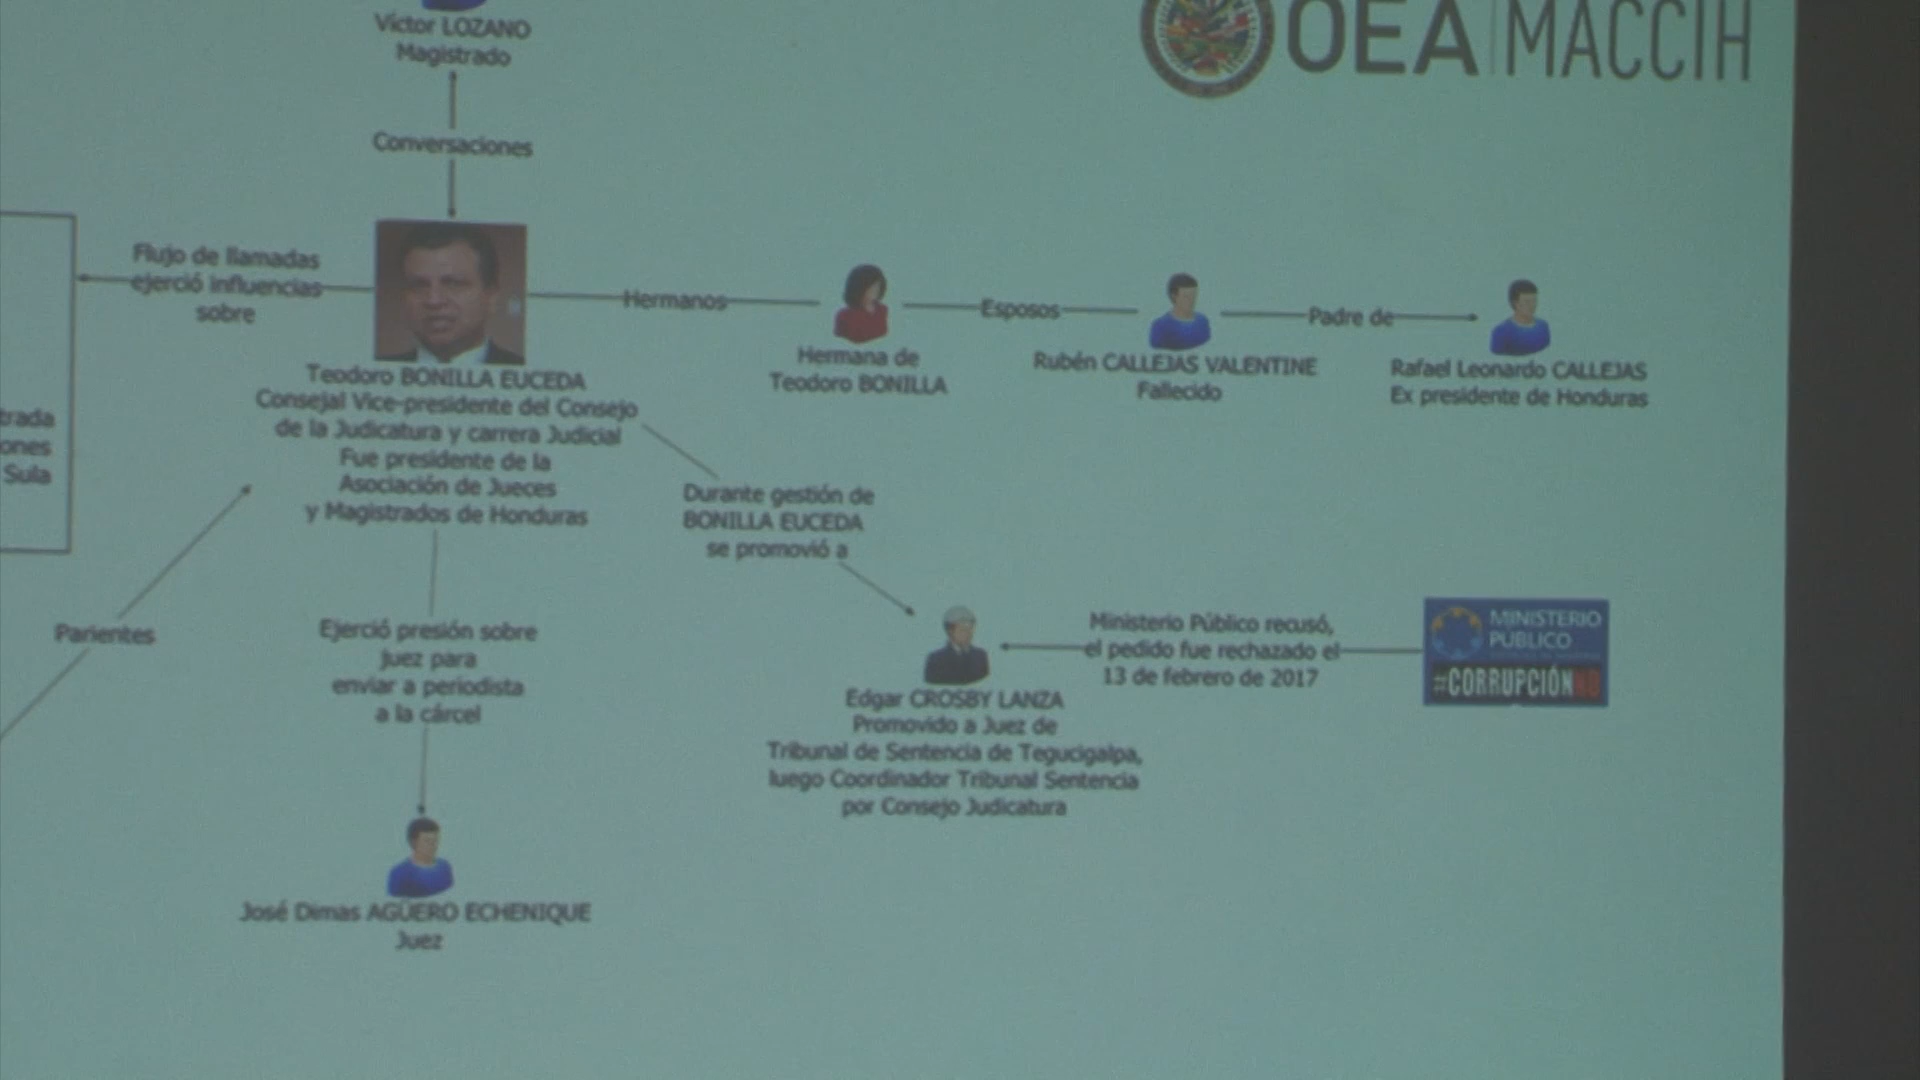 Víctor LOZANO
Magistrado
OEA | MACCIH
Conversaciones
Flujo de llamadas
ejerció influencias
sobre
Hermanos
Esposos
Padre de
Hermana de
Teodoro BONILLA
Rubén CALLEJAS VALENTINE
Fallecido
Rafael Leonardo CALLEJAS
Ex presidente de Honduras
Teodoro BONILLA EUCEDA
Consejal Vice-presidente del Consejo
de la Judicatura y carrera Judicial
Fue presidente de la
Asociación de Jueces
y Magistrados de Honduras
trada
ones
Sula
Durante gestión de
BONILLA EUCEDA
se promovió a
Parientes
Ejerció presión sobre
juez para
enviar a periodista
a la cárcel
Ministerio Público recusó,
el pedido fue rechazado el
13 de febrero de 2017
MINISTERIO
PUBLICO
#CORRUPCIÓNNO
Edgar CROSBY LANZA
Promovido a Juez de
Tribunal de Sentencia de Tegucigalpa,
luego Coordinador Tribunal Sentencia
por Consejo Judicatura
José Dimas AGÜERO ECHENIQUE
Juez